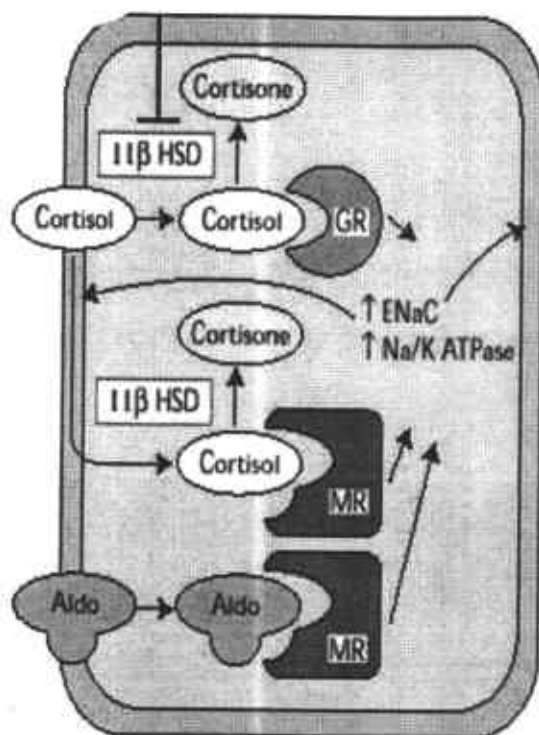 Cortisone
11β HSD
Cortisol
Cortisol
GR
↑ ENaC
↑ Na/K ATPase
Cortisone
11β HSD
Cortisol
MR
Aldo
Aldo
MR